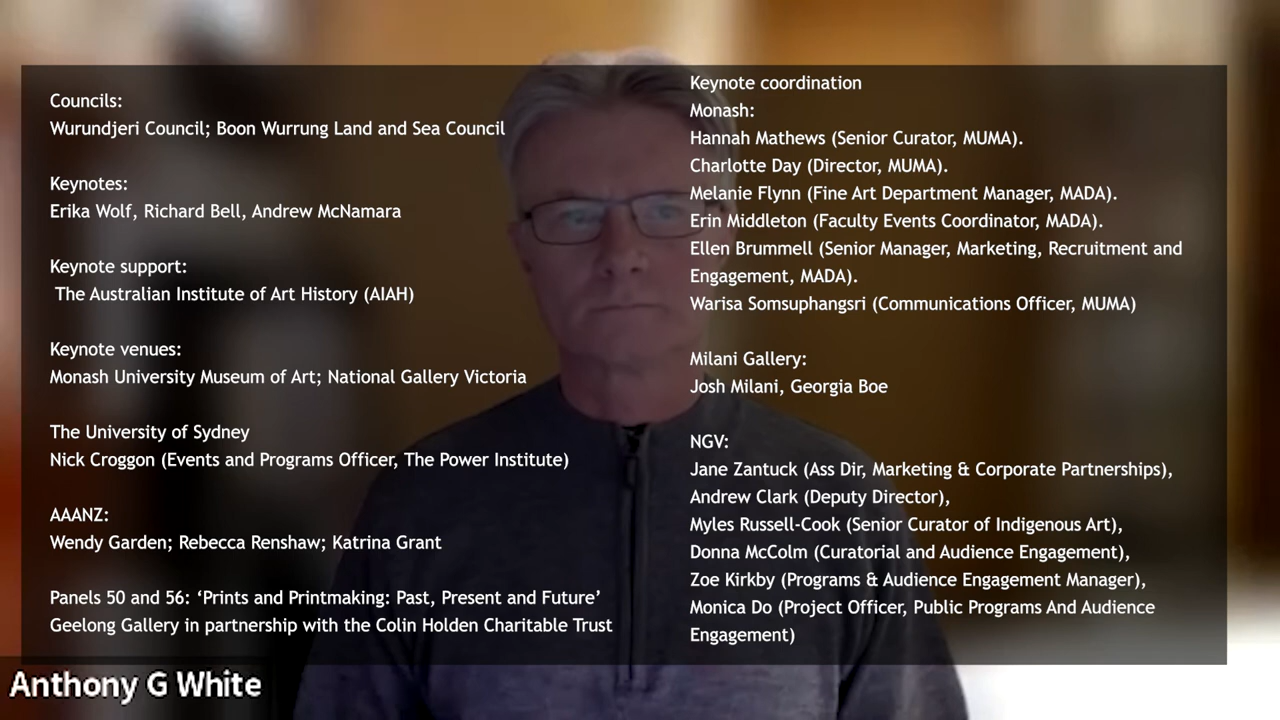 Councils:
Wurundjeri Council; Boon Wurrung Land and Sea Council
Keynotes:
Erika Wolf, Richard Bell, Andrew McNamara
Keynote support:
The Australian Institute of Art History (AIAH)
Keynote venues:
Monash University Museum of Art; National Gallery Victoria
The University of Sydney
Nick Croggon (Events and Programs Officer, The Power Institute)
AAANZ:
Wendy Garden; Rebecca Renshaw; Katrina Grant
Panels 50 and 56: ‘Prints and Printmaking: Past, Present and Future’
Geelong Gallery in partnership with the Colin Holden Charitable Trust
Keynote coordination
Monash:
Hannah Mathews (Senior Curator, MUMA).
Charlotte Day (Director, MUMA).
Melanie Flynn (Fine Art Department Manager, MADA).
Erin Middleton (Faculty Events Coordinator, MADA).
Ellen Brummell (Senior Manager, Marketing, Recruitment and
Engagement, MADA).
Warisa Somsuphangsri (Communications Officer, MUMA)
Milani Gallery:
Josh Milani, Georgia Boe
NGV:
Jane Zantuck (Ass Dir, Marketing & Corporate Partnerships),
Andrew Clark (Deputy Director),
Myles Russell-Cook (Senior Curator of Indigenous Art),
Donna McColm (Curatorial and Audience Engagement),
Zoe Kirkby (Programs & Audience Engagement Manager),
Monica Do (Project Officer, Public Programs And Audience
Engagement)
Anthony G White